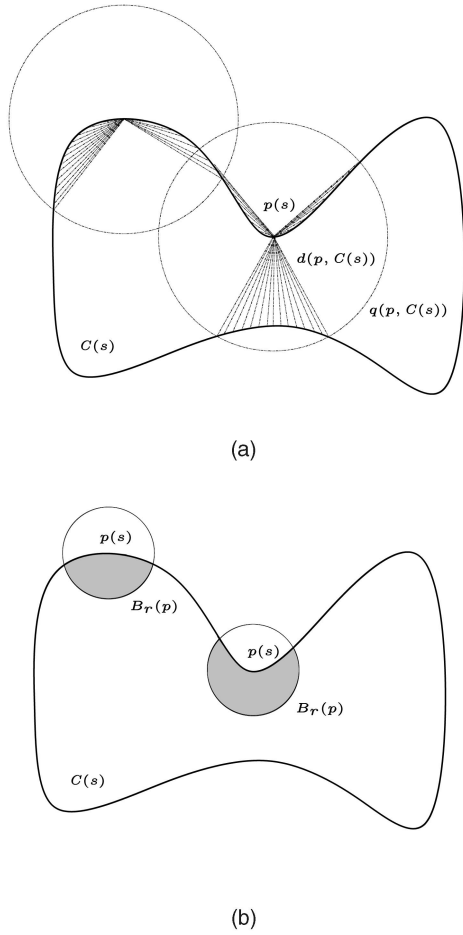 p(s)
d(p, C(s))
q(p, C(s))
C(s)
(a)
p(s)
B_r(p)
p(s)
B_r(p)
C(s)
(b)